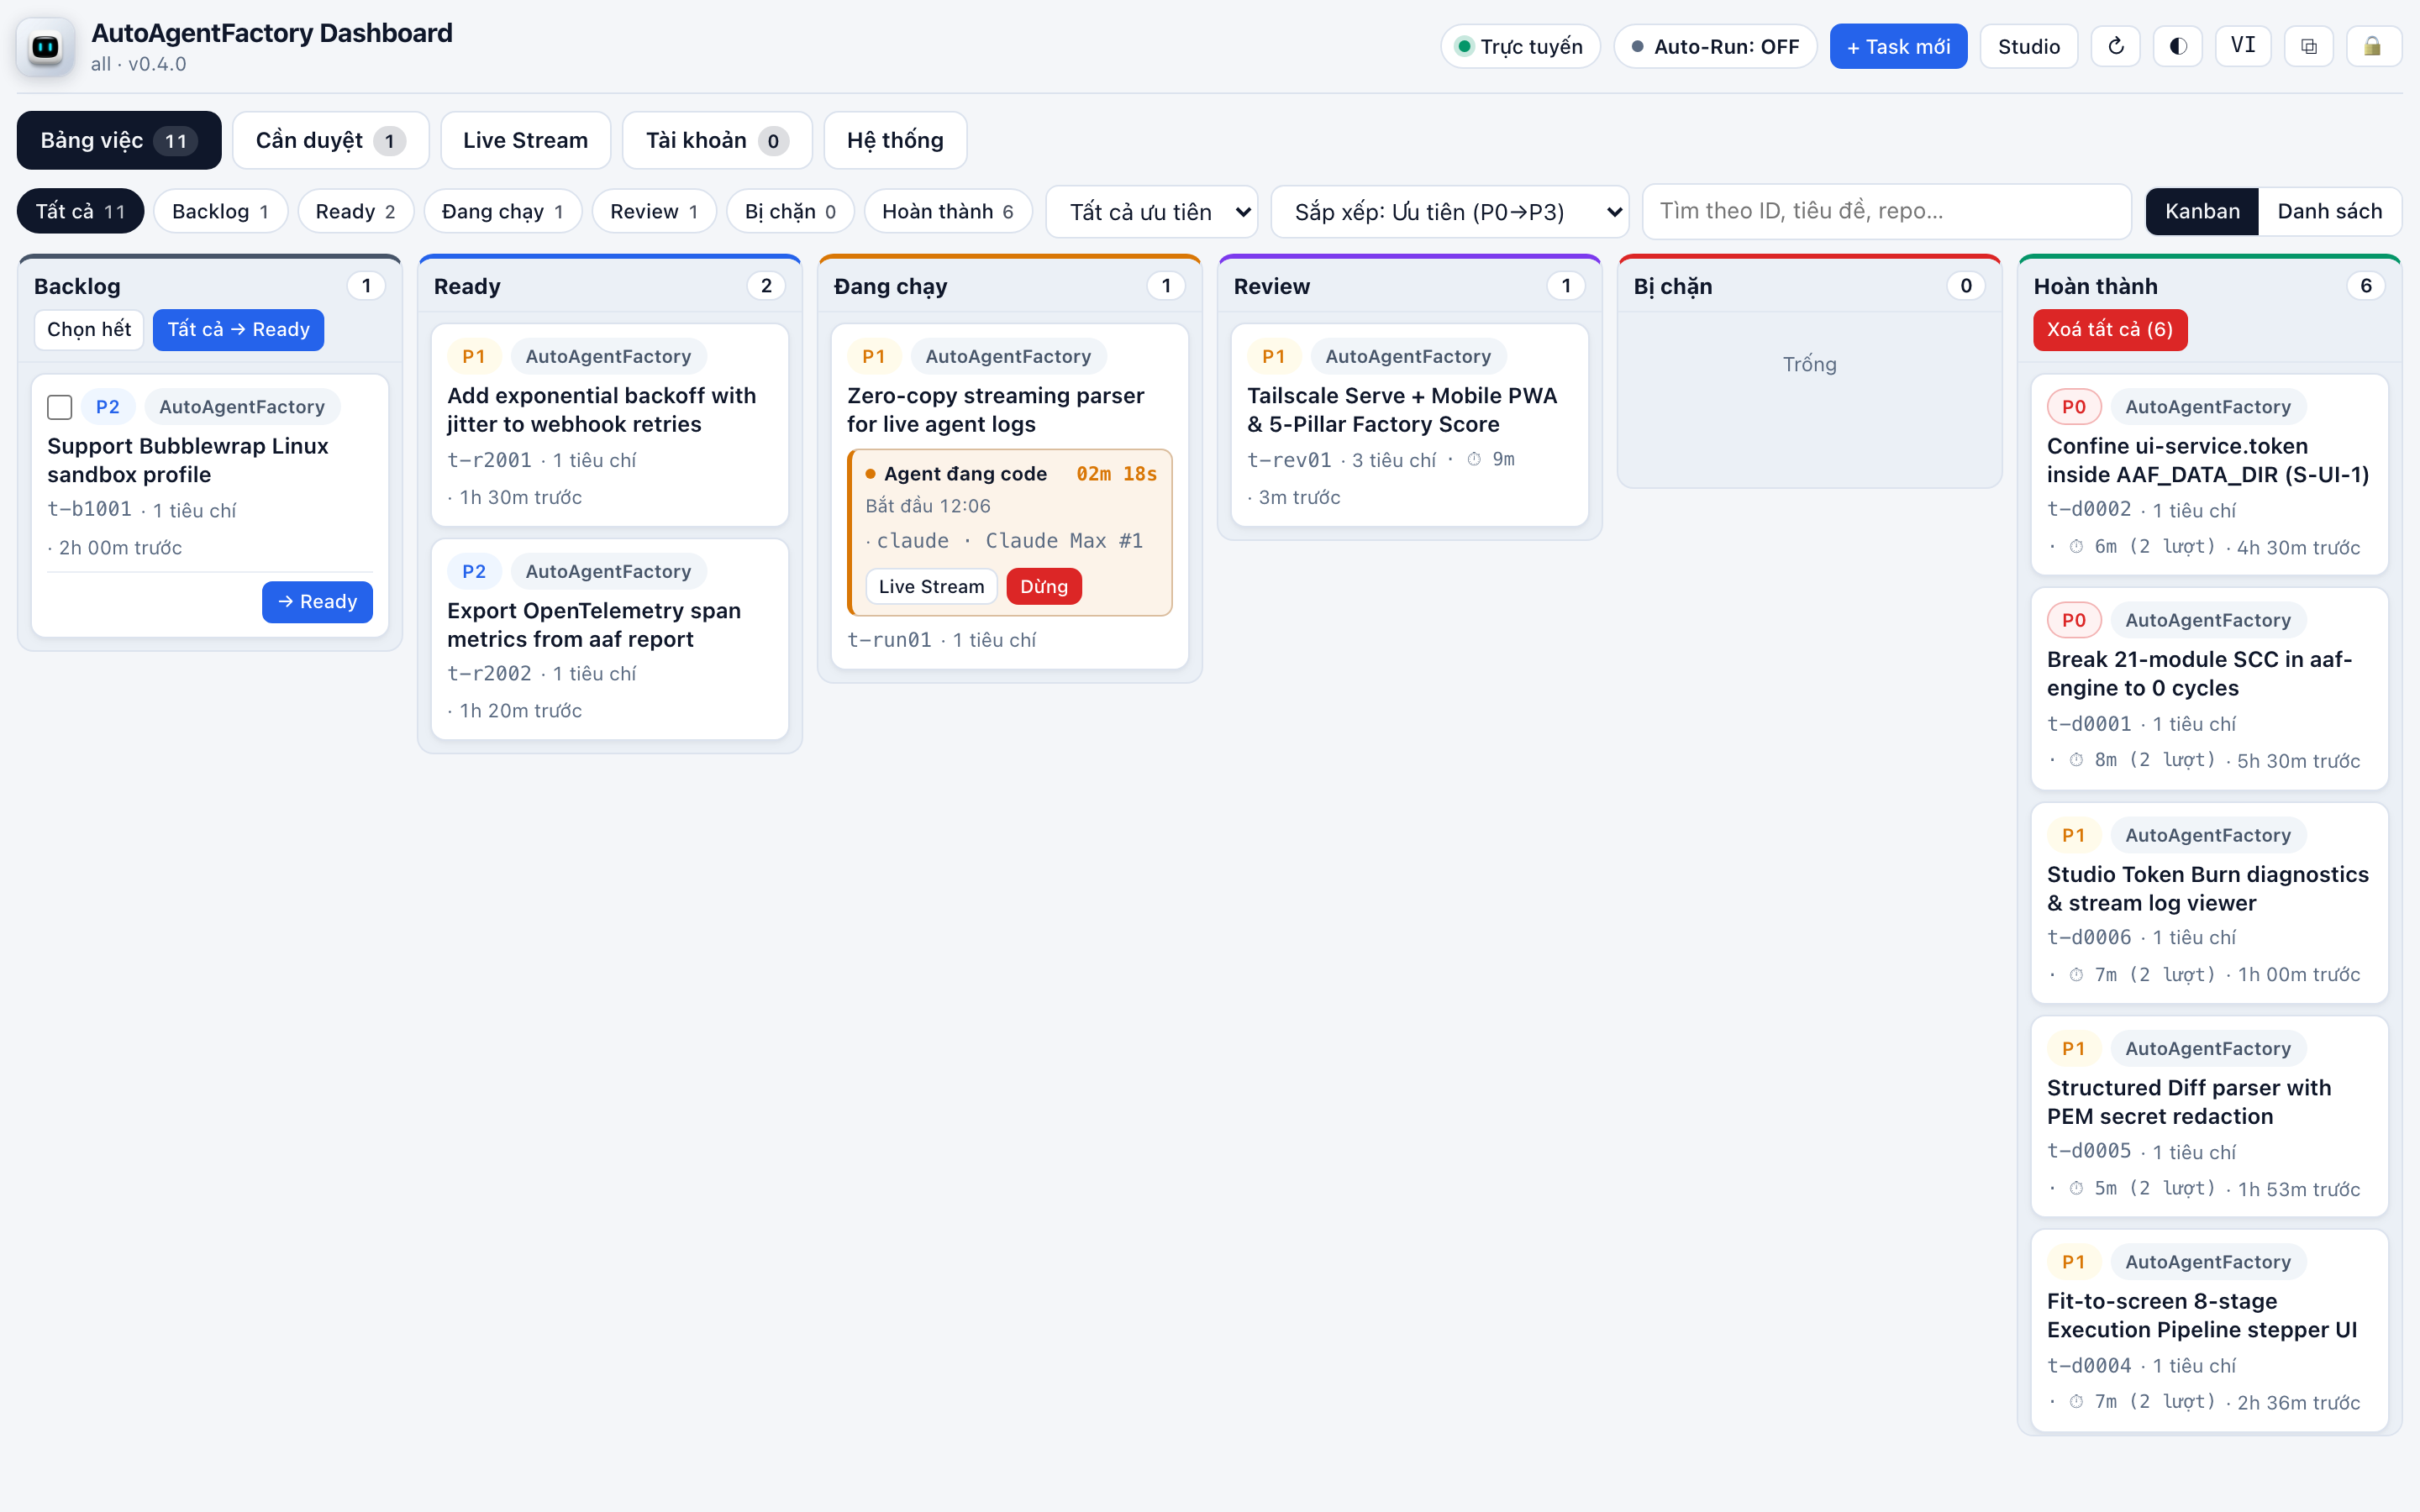 AutoAgentFactory Dashboard
all · v0.4.0
Trực tuyến
Auto-Run: OFF
+ Task mới
Studio
VI
Bảng việc 11
Cần duyệt 1
Live Stream
Tài khoản 0
Hệ thống
Tất cả 11
Backlog 1
Ready 2
Đang chạy 1
Review 1
Bị chặn 0
Hoàn thành 6
Tất cả ưu tiên
Sắp xếp: Ưu tiên (P0→P3)
Tìm theo ID, tiêu đề, repo...
Kanban
Danh sách
Backlog 1
Chọn hết
Tất cả → Ready
P2 AutoAgentFactory
Support Bubblewrap Linux
sandbox profile
t-b1001 · 1 tiêu chí
· 2h 00m trước
→ Ready
Ready 2
P1 AutoAgentFactory
Add exponential backoff with
jitter to webhook retries
t-r2001 · 1 tiêu chí
· 1h 30m trước
P2 AutoAgentFactory
Export OpenTelemetry span
metrics from aaf report
t-r2002 · 1 tiêu chí
· 1h 20m trước
Đang chạy 1
P1 AutoAgentFactory
Zero-copy streaming parser
for live agent logs
Agent đang code 02m 18s
Bắt đầu 12:06
· claude · Claude Max #1
Live Stream
Dừng
t-run01 · 1 tiêu chí
Review 1
P1 AutoAgentFactory
Tailscale Serve + Mobile PWA
& 5-Pillar Factory Score
t-rev01 · 3 tiêu chí · ⏱ 9m
· 3m trước
Bị chặn 0
Trống
Hoàn thành 6
Xoá tất cả (6)
P0 AutoAgentFactory
Confine ui-service.token
inside AAF_DATA_DIR (S-UI-1)
t-d0002 · 1 tiêu chí
· ⏱ 6m (2 lượt) · 4h 30m trước
P0 AutoAgentFactory
Break 21-module SCC in aaf-
engine to 0 cycles
t-d0001 · 1 tiêu chí
· ⏱ 8m (2 lượt) · 5h 30m trước
P1 AutoAgentFactory
Studio Token Burn diagnostics
& stream log viewer
t-d0006 · 1 tiêu chí
· ⏱ 7m (2 lượt) · 1h 00m trước
P1 AutoAgentFactory
Structured Diff parser with
PEM secret redaction
t-d0005 · 1 tiêu chí
· ⏱ 5m (2 lượt) · 1h 53m trước
P1 AutoAgentFactory
Fit-to-screen 8-stage
Execution Pipeline stepper UI
t-d0004 · 1 tiêu chí
· ⏱ 7m (2 lượt) · 2h 36m trước